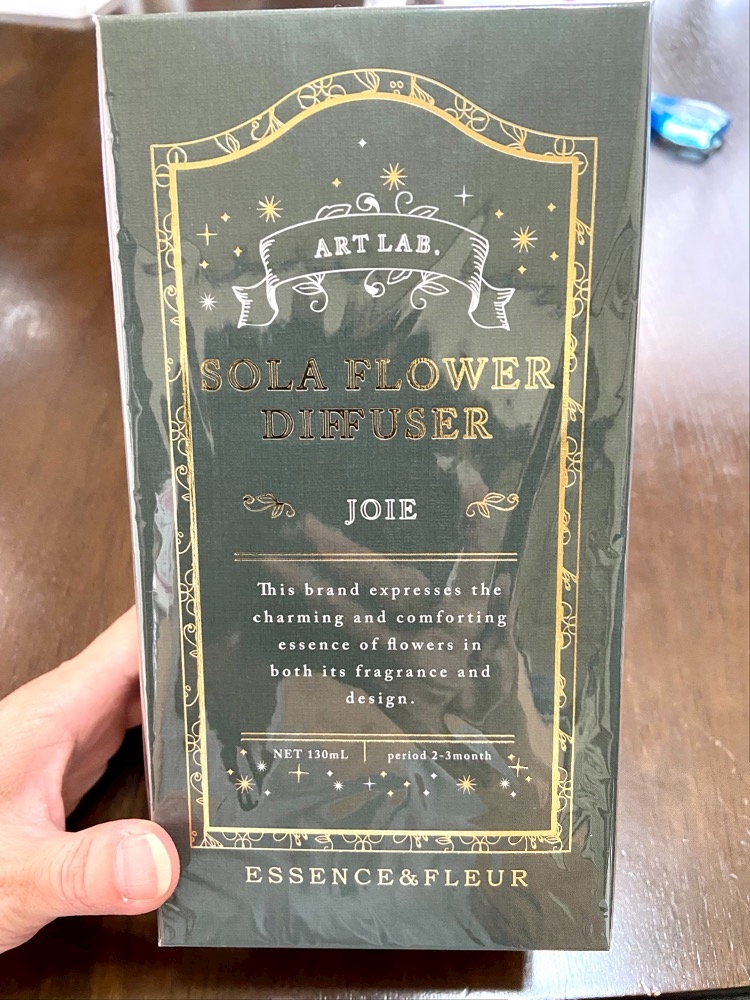 ART LAB.
SOLA FLOWER
DIFFUSER
JOIE
This brand expresses the
charming and comforting
essence of flowers in
both its fragrance and
design.
NET 130mL period 2-3month
ESSENCE&FLEUR